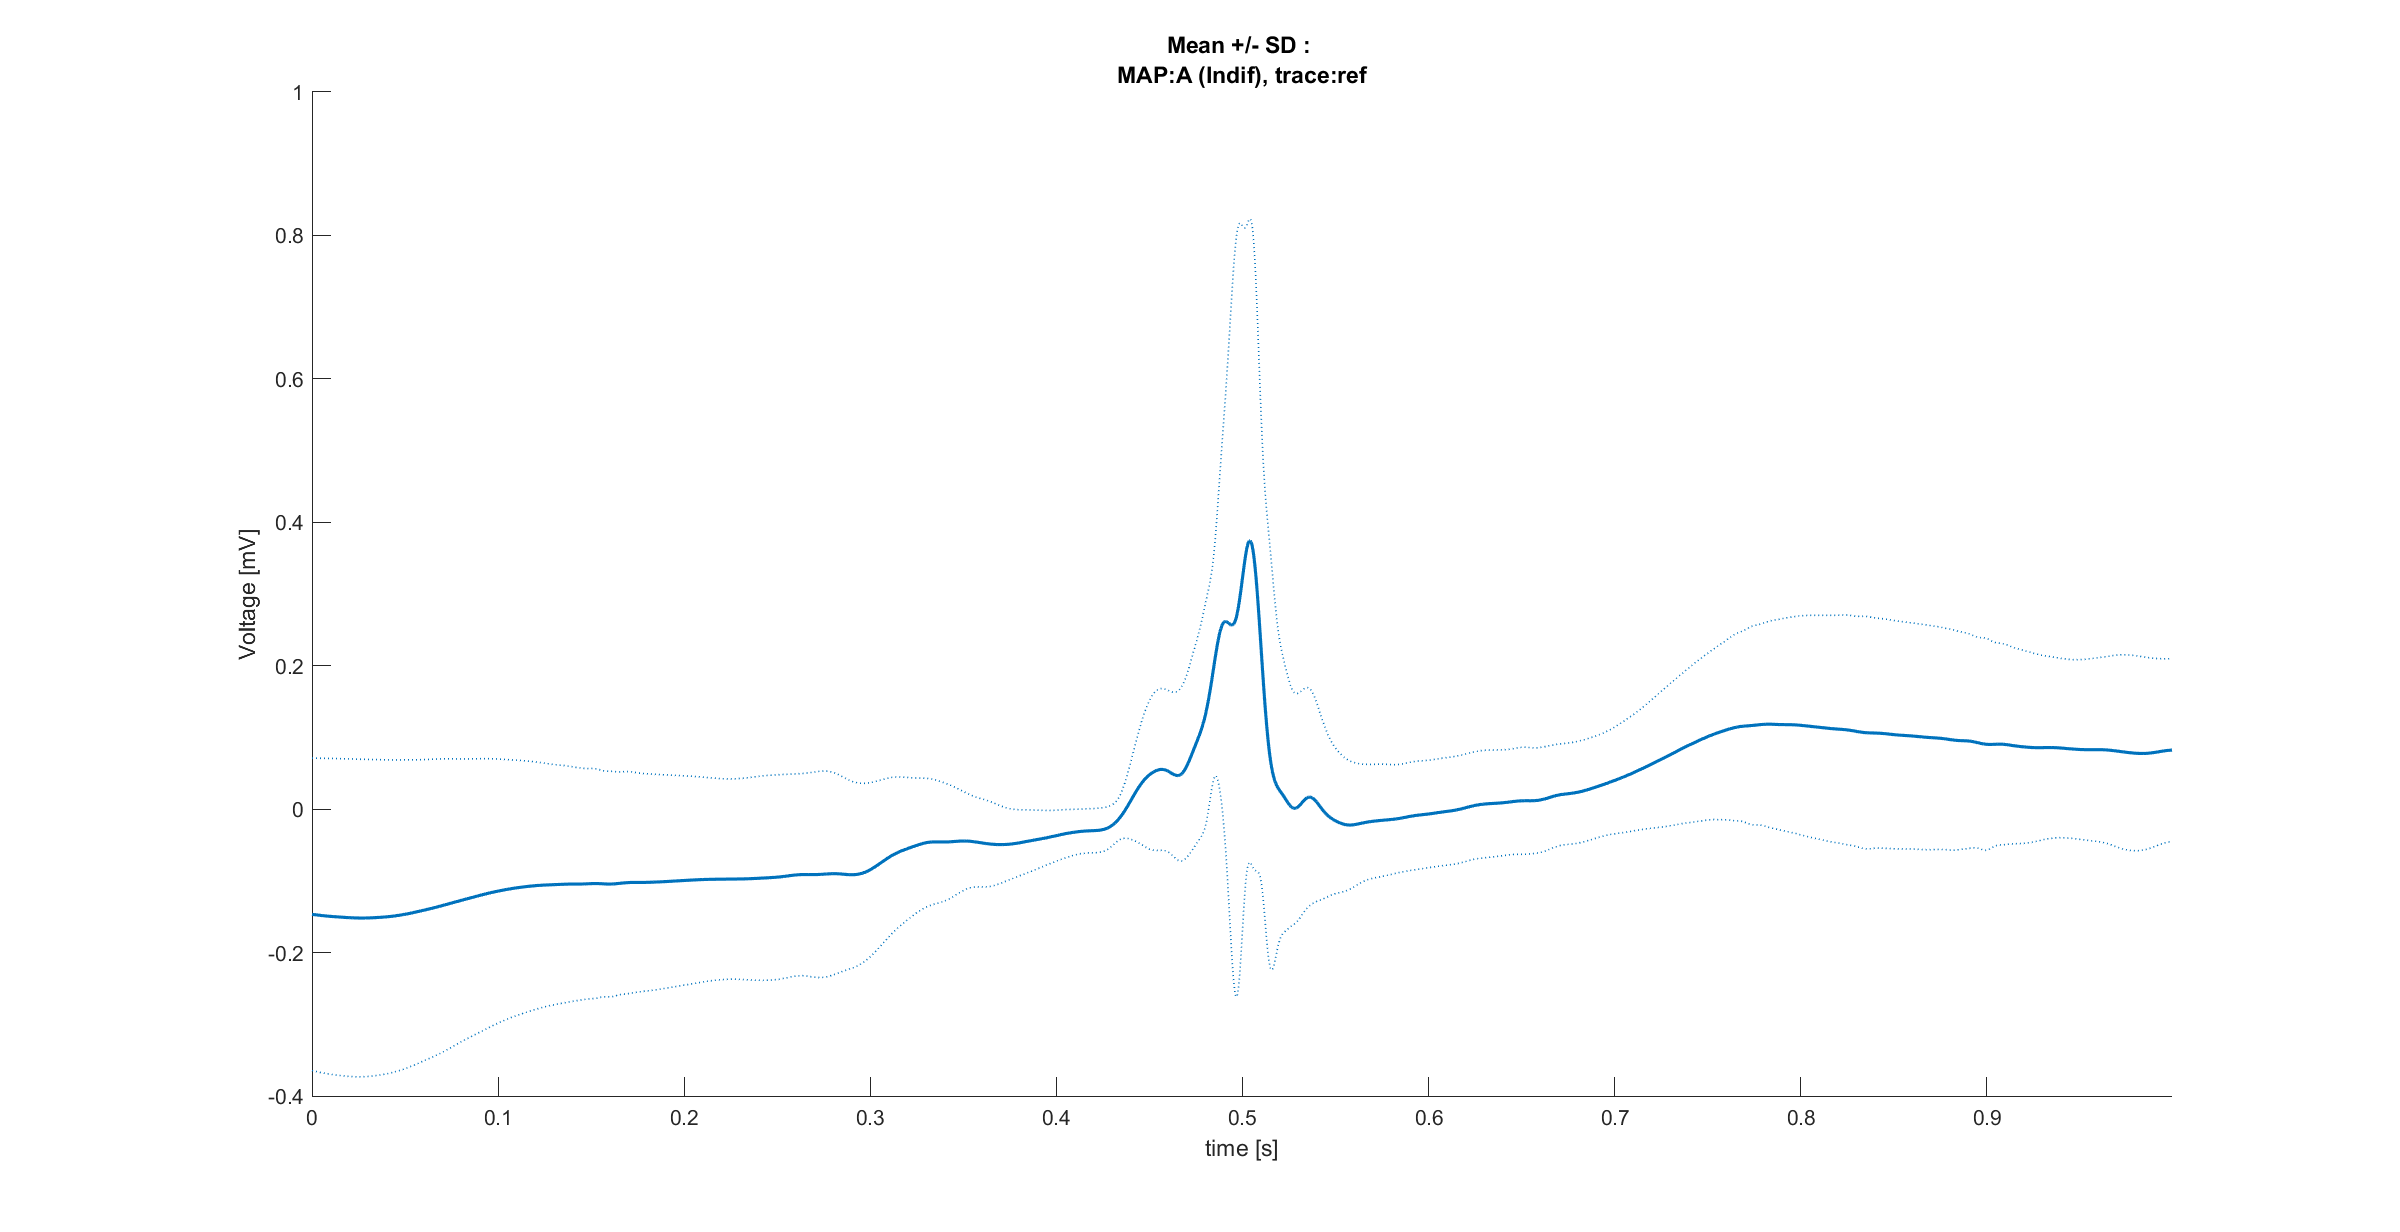 Mean +/- SD :
MAP:A (Indif), trace:ref
1
0.8
0.6
0.4
0.2
0
-0.2
-0.4
Voltage [mV]
0 0.1 0.2 0.3 0.4 0.5 0.6 0.7 0.8 0.9
time [s]